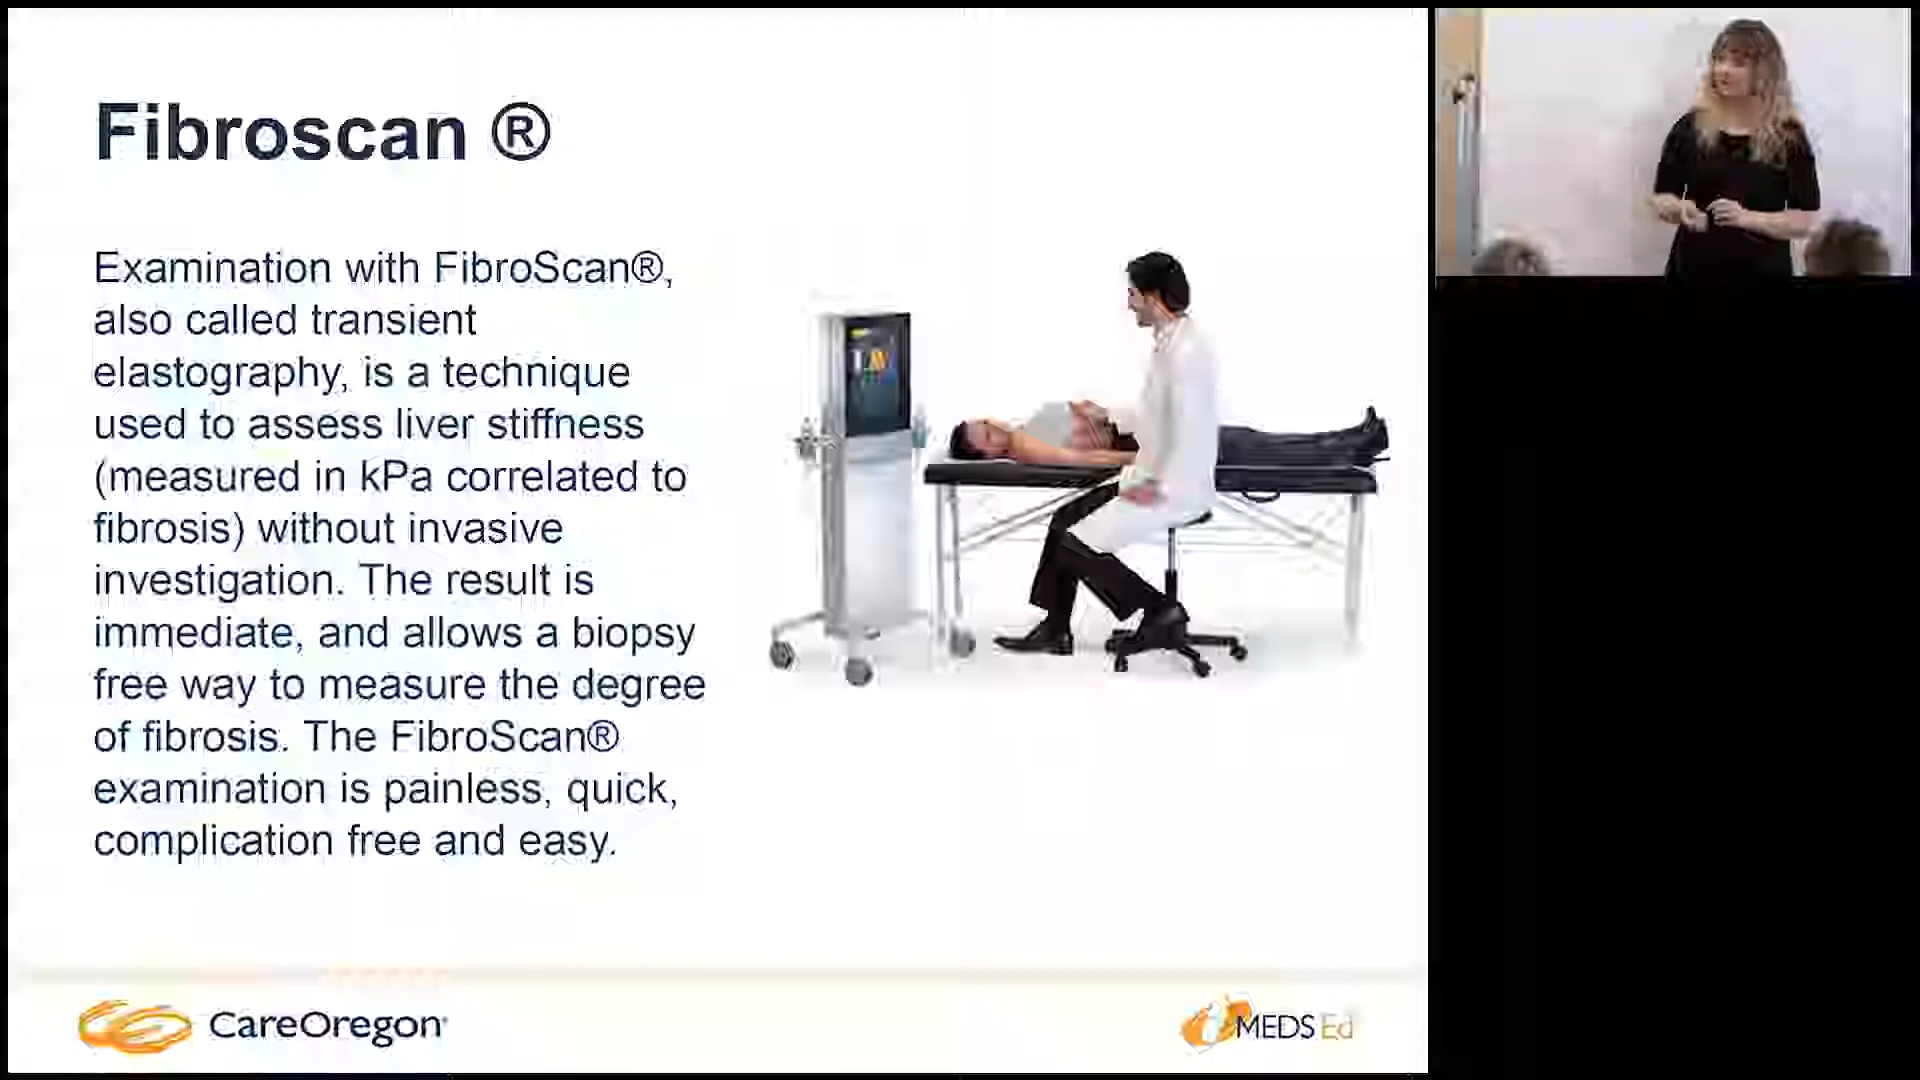 Fibroscan ®
Examination with FibroScan®,
also called transient
elastography, is a technique
used to assess liver stiffness
(measured in kPa correlated to
fibrosis) without invasive
investigation. The result is
immediate, and allows a biopsy
free way to measure the degree
of fibrosis. The FibroScan®
examination is painless, quick,
complication free and easy.
CareOregon
MEDS Ed